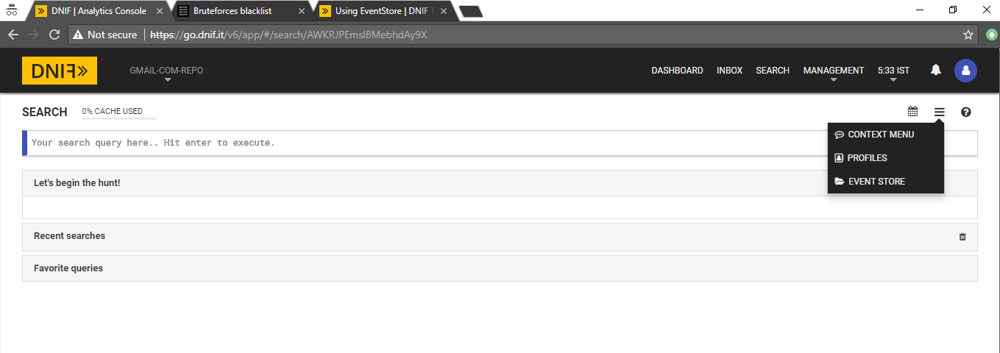 DNIF | Analytics Console
Bruteforces blacklist
Using EventStore | DNIF T
Not secure | https://go.dnif.it/v6/app/#/search/AWKRJPEmslBMebhdAy9X
DNIF»
GMAIL-COM-REPO
DASHBOARD INBOX SEARCH MANAGEMENT 5:33 IST
SEARCH
0% CACHE USED
Your search query here.. Hit enter to execute.
CONTEXT MENU
PROFILES
EVENT STORE
Let's begin the hunt!
Recent searches
Favorite queries